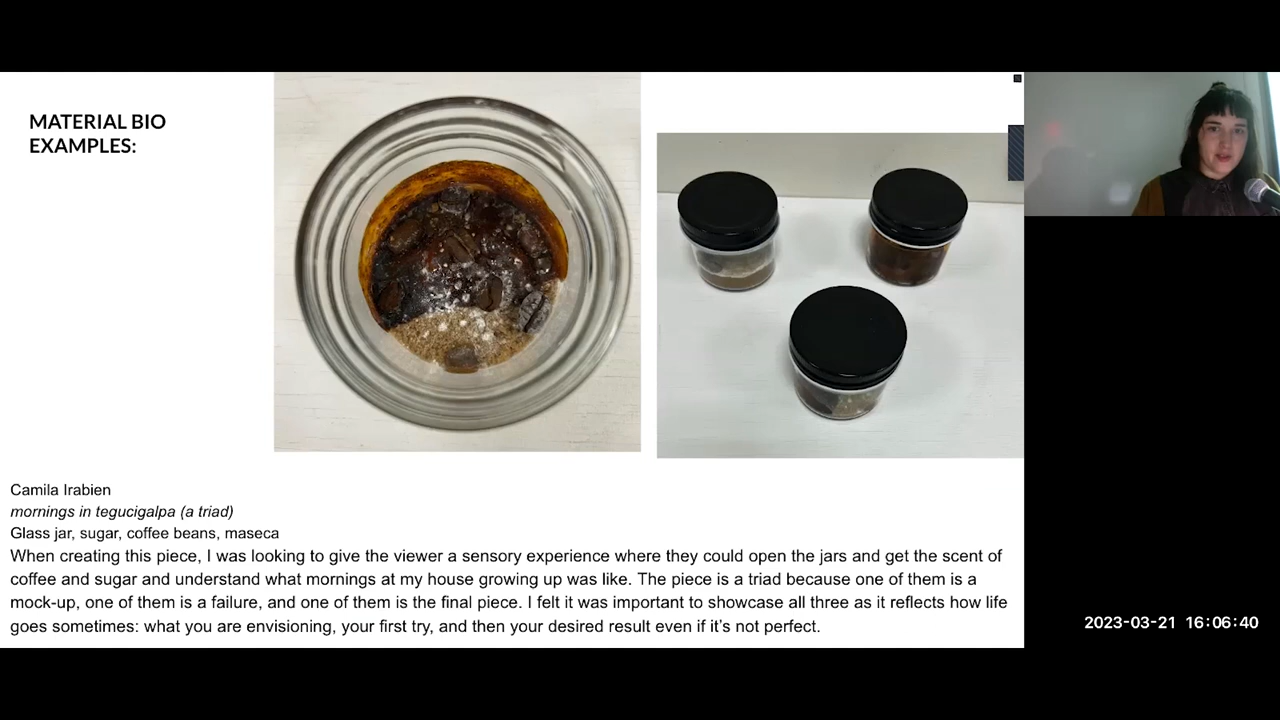 MATERIAL BIO
EXAMPLES:
Camila Irabien
mornings in tegucigalpa (a triad)
Glass jar, sugar, coffee beans, maseca
When creating this piece, I was looking to give the viewer a sensory experience where they could open the jars and get the scent of
coffee and sugar and understand what mornings at my house growing up was like. The piece is a triad because one of them is a
mock-up, one of them is a failure, and one of them is the final piece. I felt it was important to showcase all three as it reflects how life
goes sometimes: what you are envisioning, your first try, and then your desired result even if it's not perfect.
2023-03-21 16:06:40